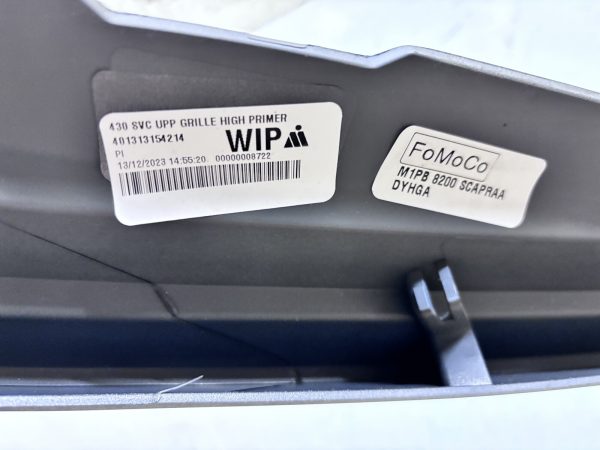 430 SVC UPP GRILLE HIGH PRIMER
401313154214
WIP
PI
13/12/2023 14:55:20 00000008722
FoMoCo
M1PB 8200 SCAPRAA
DYHGA